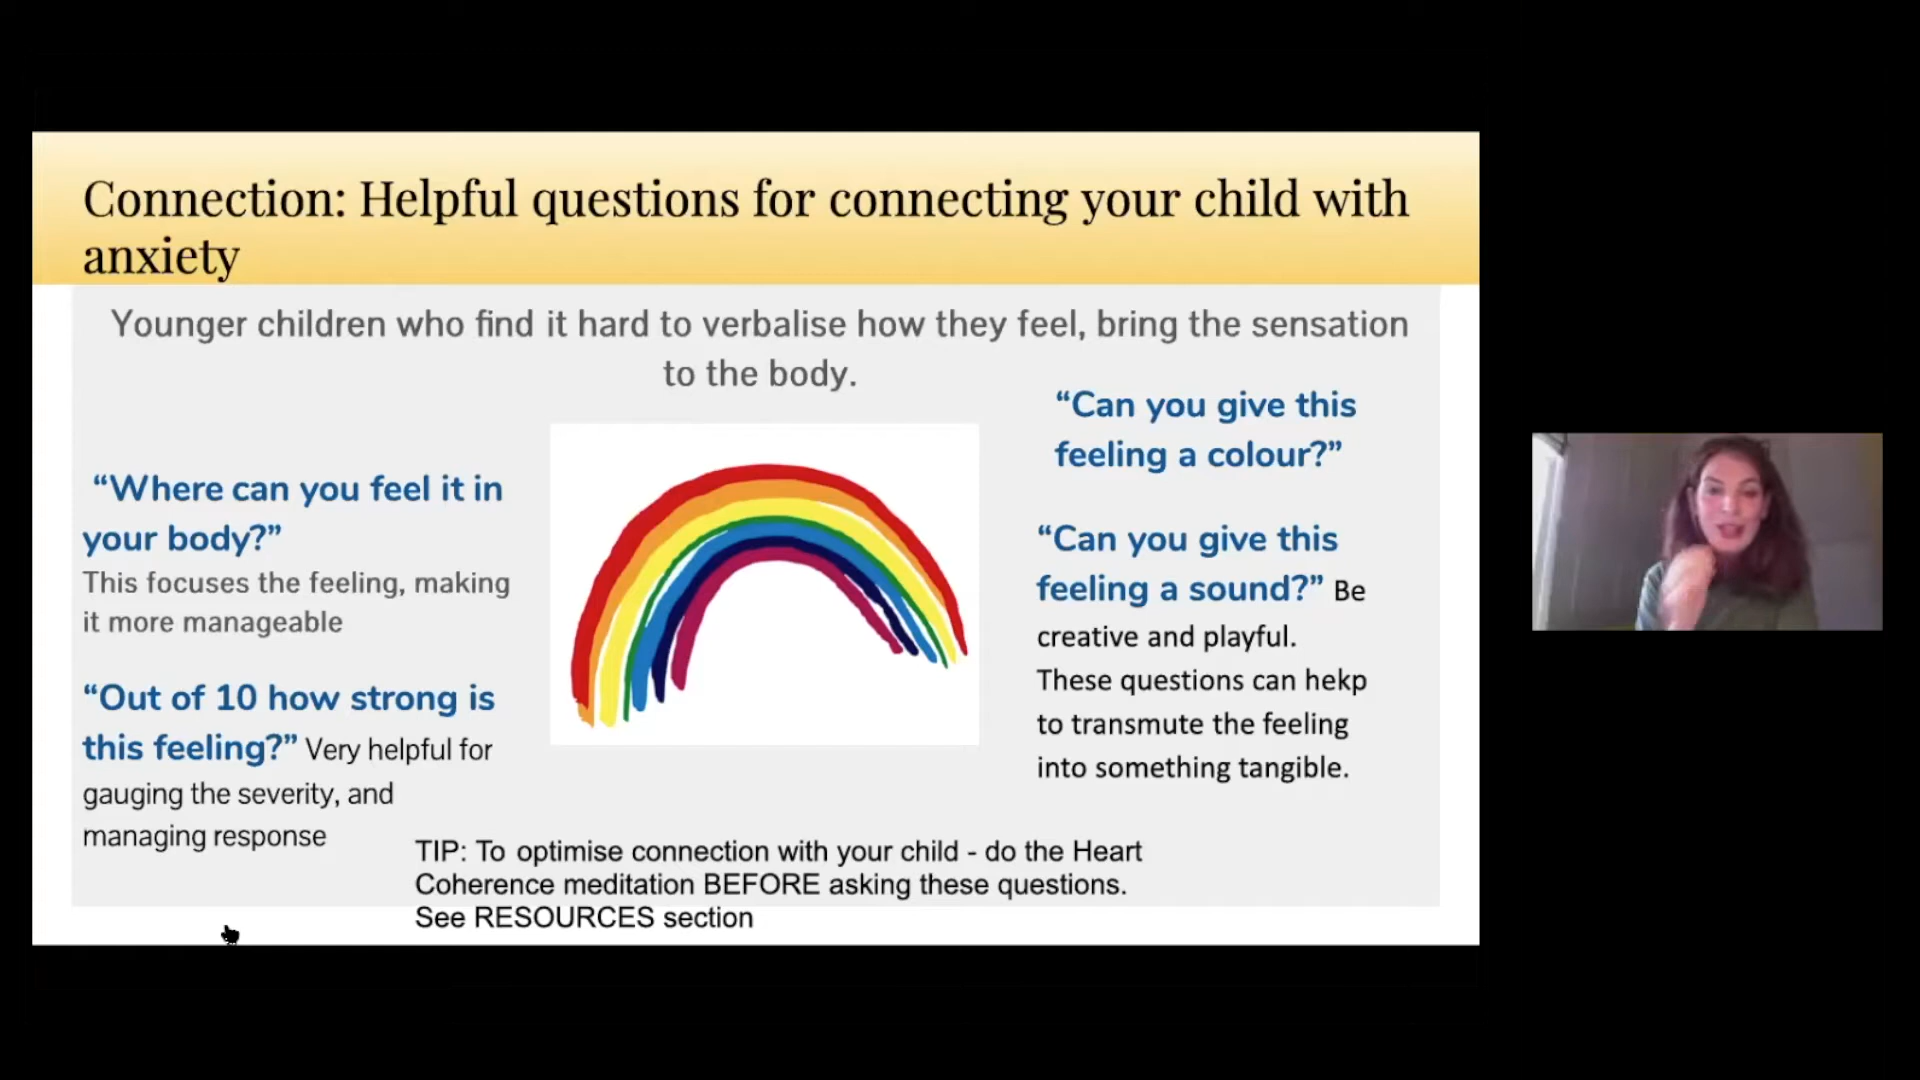 Connection: Helpful questions for connecting your child with
anxiety
Younger children who find it hard to verbalise how they feel, bring the sensation
to the body.
“Where can you feel it in
your body?”
This focuses the feeling, making
it more manageable
“Out of 10 how strong is
this feeling?” Very helpful for
gauging the severity, and
managing response
“Can you give this
feeling a colour?”
“Can you give this
feeling a sound?” Be
creative and playful.
These questions can hekp
to transmute the feeling
into something tangible.
TIP: To optimise connection with your child - do the Heart
Coherence meditation BEFORE asking these questions.
See RESOURCES section